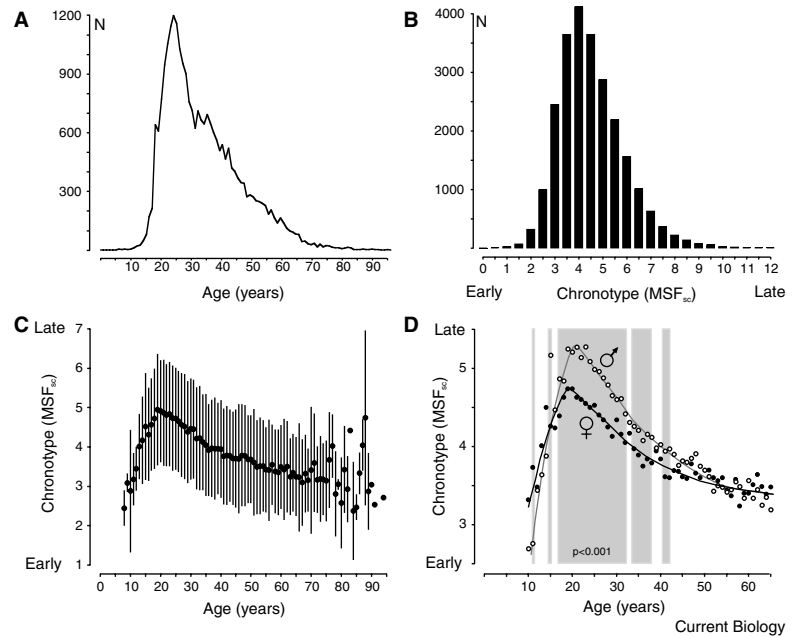 A
N
1200
900
600
300
10 20 30 40 50 60 70 80 90
Age (years)
B
N
4000
3000
2000
1000
0 1 2 3 4 5 6 7 8 9 10 11 12
Early Chronotype (MSFsc) Late
C
Late 7
6
5
4
3
2
Early 1
Chronotype (MSFsc)
0 10 20 30 40 50 60 70 80 90
Age (years)
D
Late
5
4
3
Early
Chronotype (MSFsc)
♂
♀
p<0.001
10 20 30 40 50 60
Age (years)
Current Biology